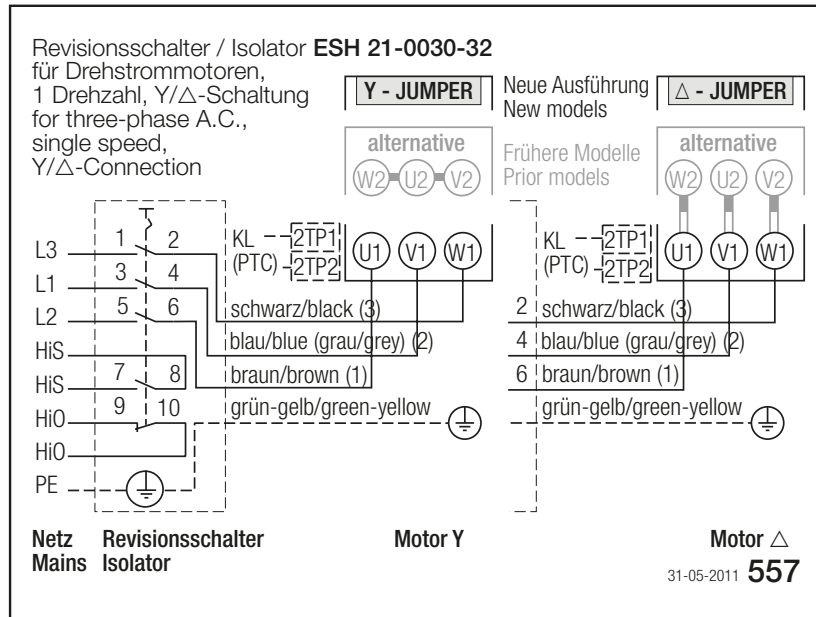 Revisionsschalter / Isolator ESH 21-0030-32
für Drehstrommotoren,
1 Drehzahl, Y/△-Schaltung
for three-phase A.C.,
single speed,
Y/△-Connection
Y - JUMPER
Neue Ausführung
New models
△ - JUMPER
alternative
W2 U2 V2
Frühere Modelle
Prior models
alternative
W2 U2 V2
1 2
3 4
5 6
7 8
9 10
L3
L1
L2
HiS
HiS
HiO
HiO
PE
KL
(PTC)
2TP1
2TP2
U1 V1 W1
KL
(PTC)
2TP1
2TP2
U1 V1 W1
schwarz/black (3)
blau/blue (grau/grey) (2)
braun/brown (1)
grün-gelb/green-yellow
2 schwarz/black (3)
4 blau/blue (grau/grey) (2)
6 braun/brown (1)
grün-gelb/green-yellow
Netz
Mains
Revisionsschalter
Isolator
Motor Y
Motor △
31-05-2011 557